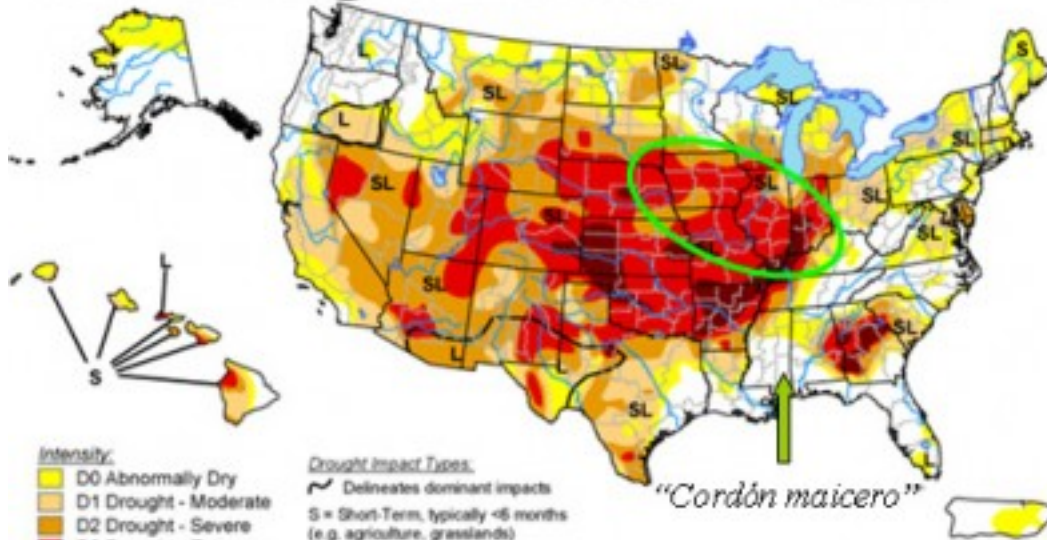 L
S
SL
SL
SL
SL
L
SL
SL
SL
SL
SL
SL
L
SL
S
L
L
SL
Intensity:
D0 Abnormally Dry
D1 Drought - Moderate
D2 Drought - Severe
Drought Impact Types:
Delineates dominant impacts
S = Short-Term, typically <6 months
(e.g. agriculture, grasslands)
“Cordón maicero”